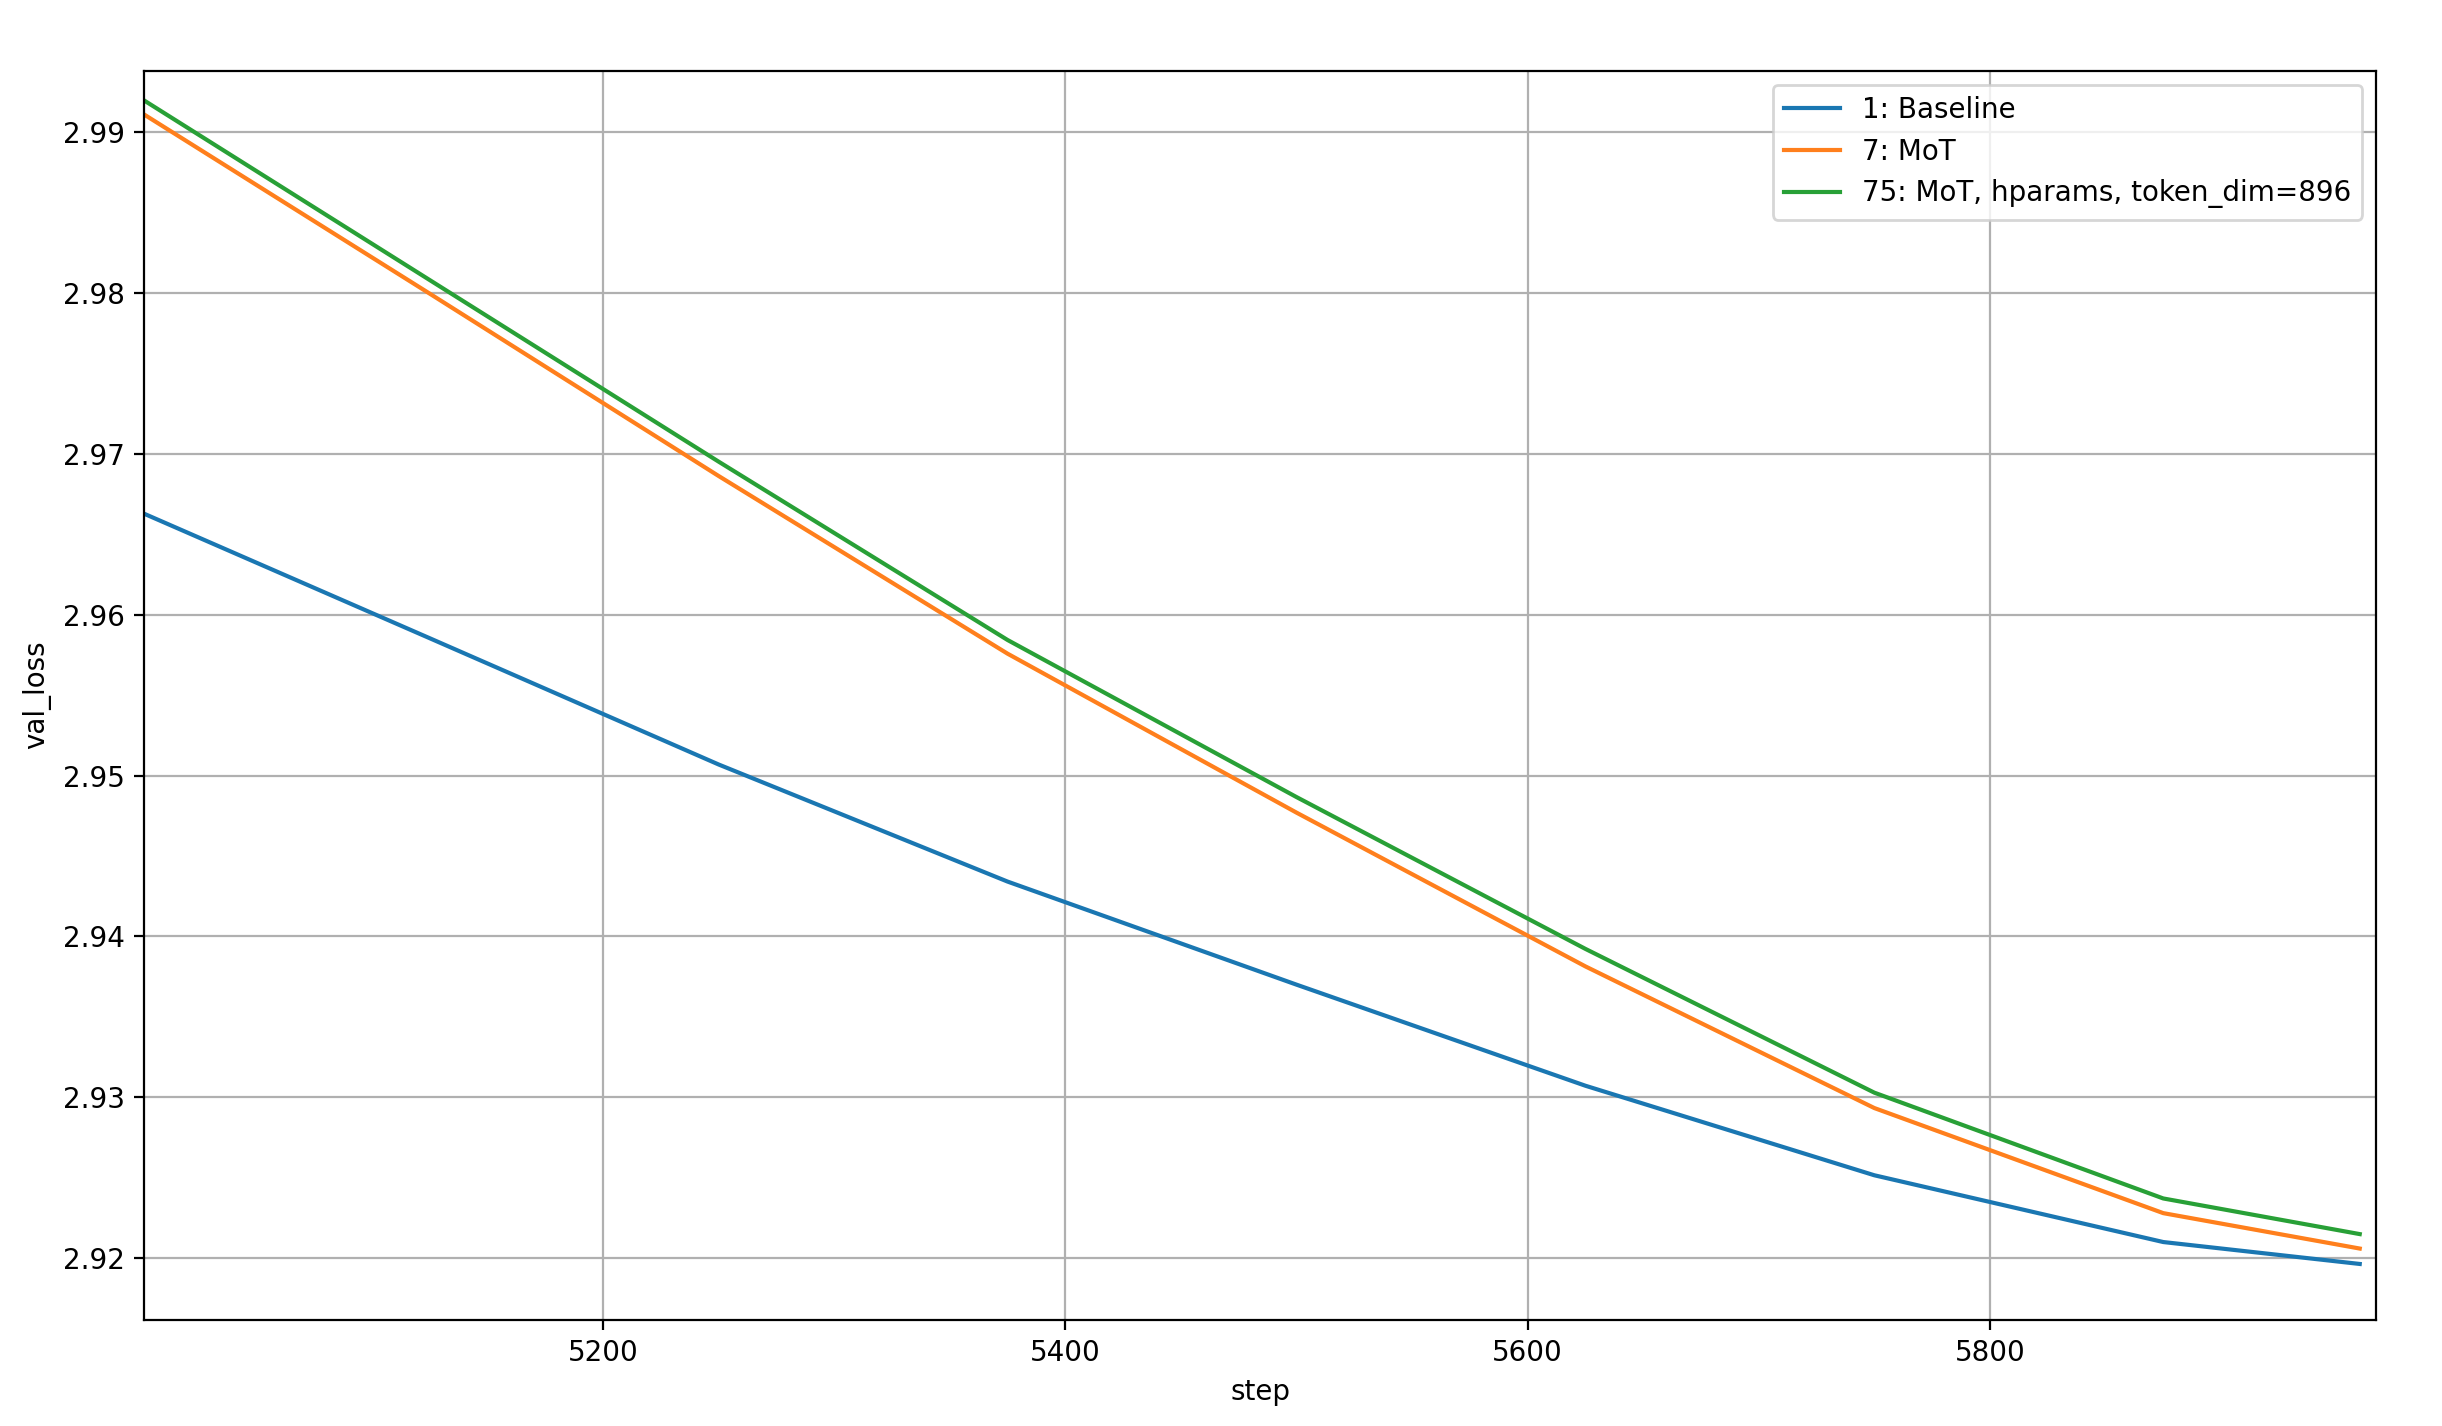 1: Baseline
7: MoT
75: MoT, hparams, token_dim=896
2.99
2.98
2.97
2.96
2.95
2.94
2.93
2.92
val_loss
5200
5400
5600
5800
step